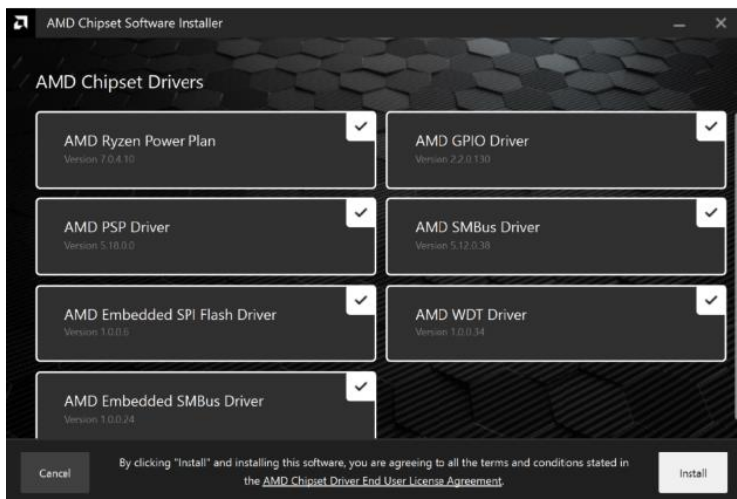 AMD Chipset Software Installer
AMD Chipset Drivers
AMD Ryzen Power Plan
Version 7.0.4.10
AMD GPIO Driver
Version 2.2.0.130
AMD PSP Driver
Version 5.18.0.0
AMD SMBus Driver
Version 5.12.0.38
AMD Embedded SPI Flash Driver
Version 1.0.0.6
AMD WDT Driver
Version 1.0.0.34
AMD Embedded SMBus Driver
Version 1.0.0.24
Cancel
By clicking "Install" and installing this software, you are agreeing to all the terms and conditions stated in
the AMD Chipset Driver End User License Agreement.
Install